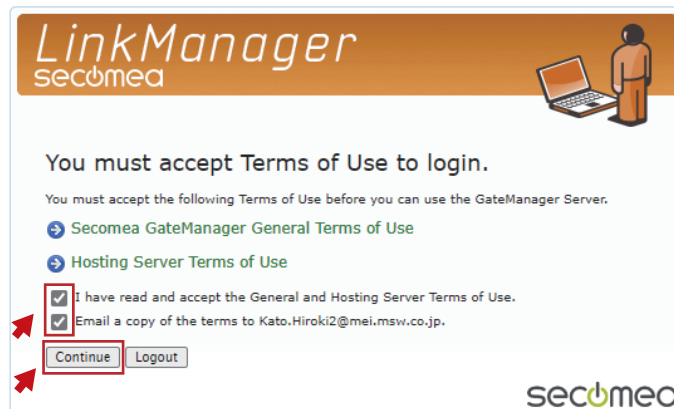 LinkManager
secomea
You must accept Terms of Use to login.
You must accept the following Terms of Use before you can use the GateManager Server.
Secomea GateManager General Terms of Use
Hosting Server Terms of Use
I have read and accept the General and Hosting Server Terms of Use.
Email a copy of the terms to Kato.Hiroki2@mei.msw.co.jp.
Continue Logout
secomea